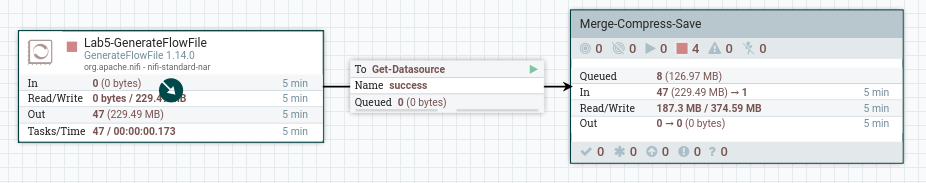 Lab5-GenerateFlowFile
GenerateFlowFile 1.14.0
org.apache.nifi - nifi-standard-nar
In 0 (0 bytes) 5 min
Read/Write 0 bytes / 229.49 MB 5 min
Out 47 (229.49 MB) 5 min
Tasks/Time 47 / 00:00:00.173 5 min
To Get-Datasource
Name success
Queued 0 (0 bytes)
Merge-Compress-Save
0 0 0 4 0 0
Queued 8 (126.97 MB)
In 47 (229.49 MB) → 1 5 min
Read/Write 187.3 MB / 374.59 MB 5 min
Out 0 → 0 (0 bytes) 5 min
0 0 0 0 ? 0